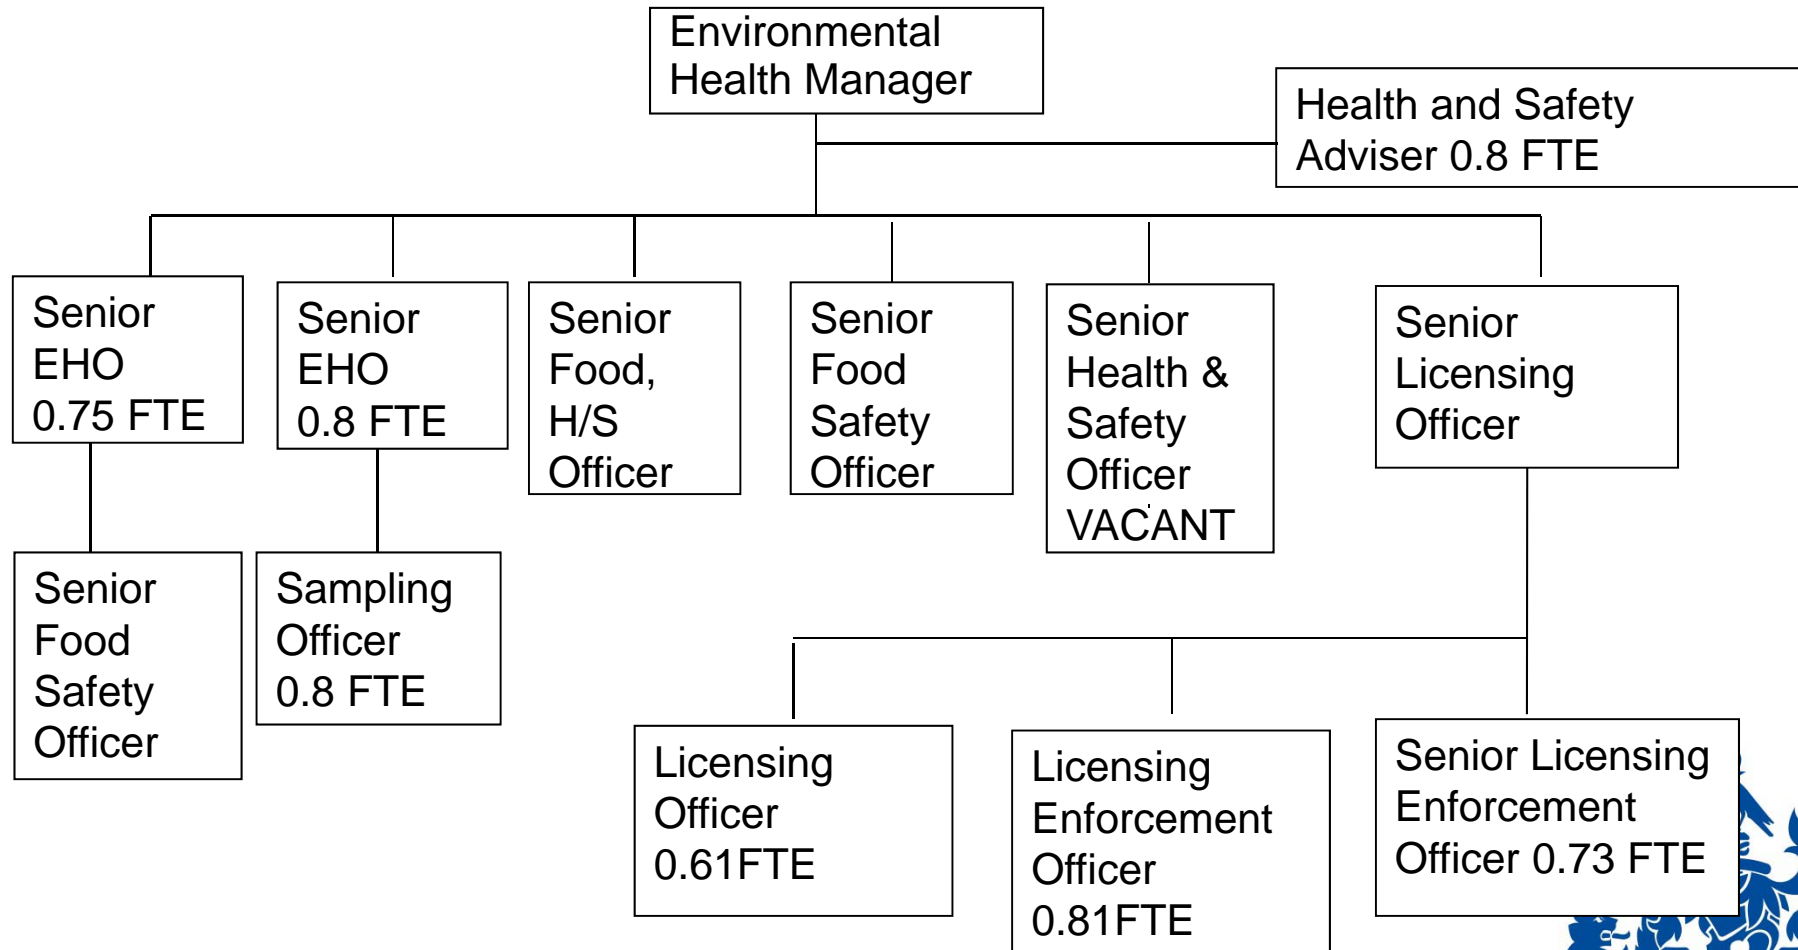 Environmental
Health Manager
Health and Safety
Adviser 0.8 FTE
Senior
EHO
0.75 FTE
Senior
EHO
0.8 FTE
Senior
Food,
H/S
Officer
Senior
Food
Safety
Officer
Senior
Health &
Safety
Officer
VACANT
Senior
Licensing
Officer
Senior
Food
Safety
Officer
Sampling
Officer
0.8 FTE
Licensing
Officer
0.61FTE
Licensing
Enforcement
Officer
0.81FTE
Senior Licensing
Enforcement
Officer 0.73 FTE